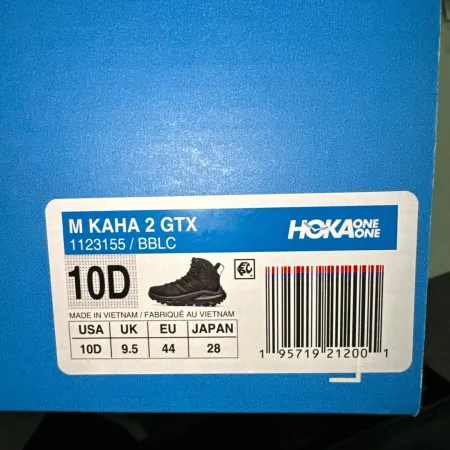 M KAHA 2 GTX
1123155 / BBLC
HOKA ONE ONE
10D
MADE IN VIETNAM / FABRIQUÉ AU VIETNAM
USA UK EU JAPAN
10D 9.5 44 28
1 95719 21200 1